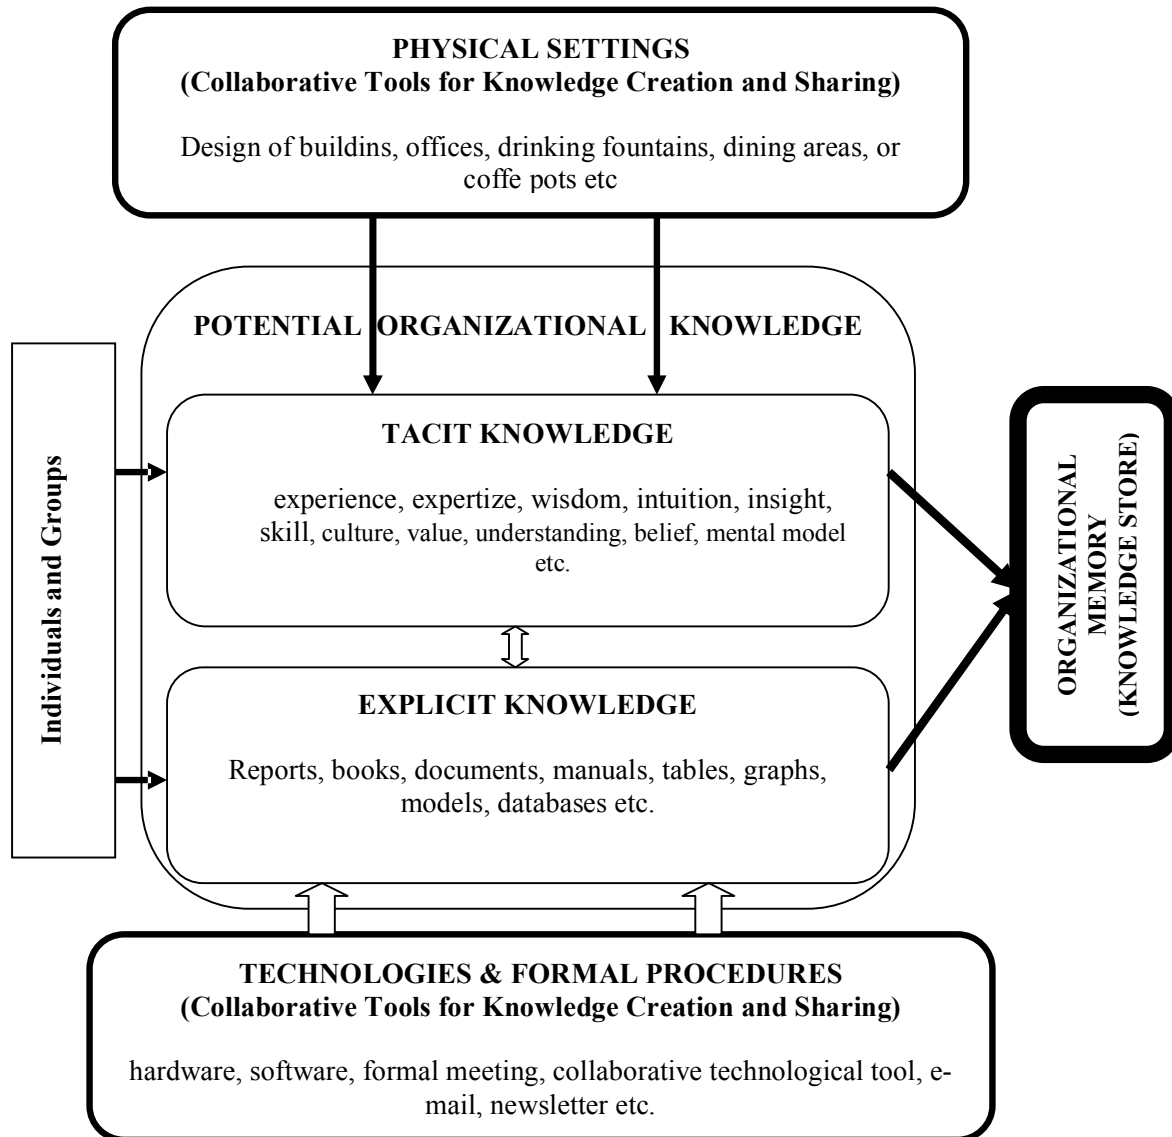 PHYSICAL SETTINGS
(Collaborative Tools for Knowledge Creation and Sharing)
Design of buildins, offices, drinking fountains, dining areas, or
coffe pots etc
POTENTIAL ORGANIZATIONAL KNOWLEDGE
Individuals and Groups
TACIT KNOWLEDGE
experience, expertize, wisdom, intuition, insight,
skill, culture, value, understanding, belief, mental model
etc.
EXPLICIT KNOWLEDGE
Reports, books, documents, manuals, tables, graphs,
models, databases etc.
ORGANIZATIONAL
MEMORY
(KNOWLEDGE STORE)
TECHNOLOGIES & FORMAL PROCEDURES
(Collaborative Tools for Knowledge Creation and Sharing)
hardware, software, formal meeting, collaborative technological tool, e-
mail, newsletter etc.